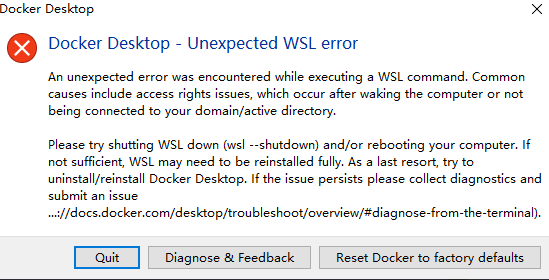 Docker Desktop
Docker Desktop - Unexpected WSL error
An unexpected error was encountered while executing a WSL command. Common
causes include access rights issues, which occur after waking the computer or not
being connected to your domain/active directory.
Please try shutting WSL down (wsl --shutdown) and/or rebooting your computer. If
not sufficient, WSL may need to be reinstalled fully. As a last resort, try to
uninstall/reinstall Docker Desktop. If the issue persists please collect diagnostics and
submit an issue
...://docs.docker.com/desktop/troubleshoot/overview/#diagnose-from-the-terminal).
Quit Diagnose & Feedback Reset Docker to factory defaults